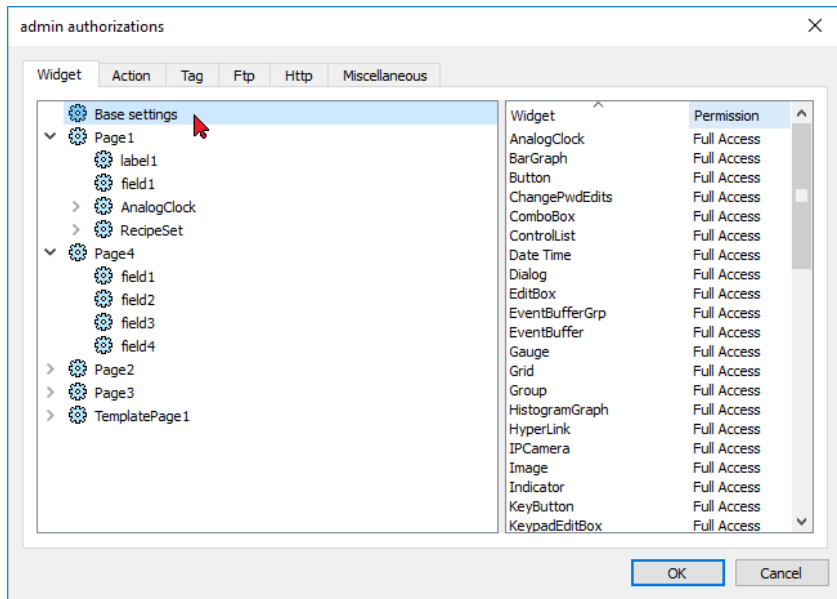 admin authorizations
Widget Action Tag Ftp Http Miscellaneous
Base settings
Page1
label1
field1
AnalogClock
RecipeSet
Page4
field1
field2
field3
field4
Page2
Page3
TemplatePage1
Widget Permission
AnalogClock Full Access
BarGraph Full Access
Button Full Access
ChangePwdEdits Full Access
ComboBox Full Access
ControlList Full Access
Date Time Full Access
Dialog Full Access
EditBox Full Access
EventBufferGrp Full Access
EventBuffer Full Access
Gauge Full Access
Grid Full Access
Group Full Access
HistogramGraph Full Access
HyperLink Full Access
IPCamera Full Access
Image Full Access
Indicator Full Access
KeyButton Full Access
KeypadEditBox Full Access
OK Cancel